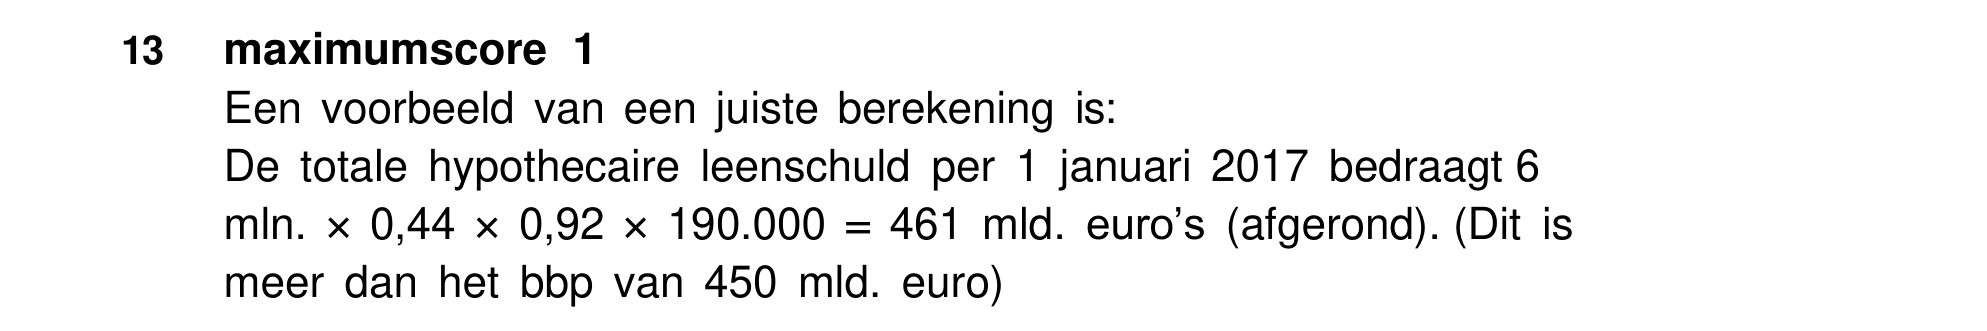 13 maximumscore 1
Een voorbeeld van een juiste berekening is:
De totale hypothecaire leenschuld per 1 januari 2017 bedraagt 6
mln. × 0,44 × 0,92 × 190.000 = 461 mld. euro’s (afgerond). (Dit is
meer dan het bbp van 450 mld. euro)